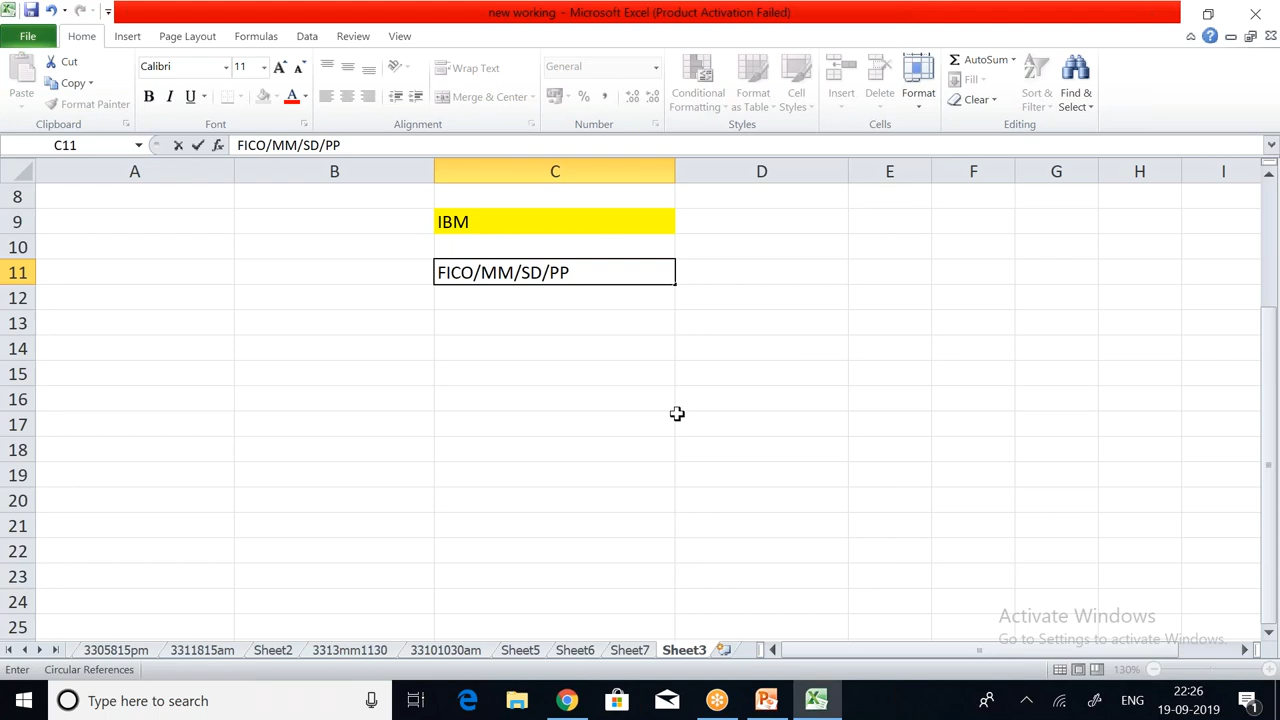 new working - Microsoft Excel (Product Activation Failed)
File Home Insert Page Layout Formulas Data Review View
Cut
Copy
Format Painter
Paste
Clipboard
Calibri 11
B I U
Font
Wrap Text
Merge & Center
Alignment
General
%
Number
Conditional Formatting
Format as Table
Cell Styles
Styles
Insert
Delete
Format
Cells
AutoSum
Fill
Clear
Sort & Filter
Find & Select
Editing
C11 fx FICO/MM/SD/PP
A B C D E F G H I
8
9 IBM
10
11 FICO/MM/SD/PP
12
13
14
15
16
17
18
19
20
21
22
23
24
25
Activate Windows
Go to Settings to activate Windows.
3305815pm 3311815am Sheet2 3313mm1130 33101030am Sheet5 Sheet6 Sheet7 Sheet3
Enter Circular References 130%
Type here to search
ENG
22:26
19-09-2019
1